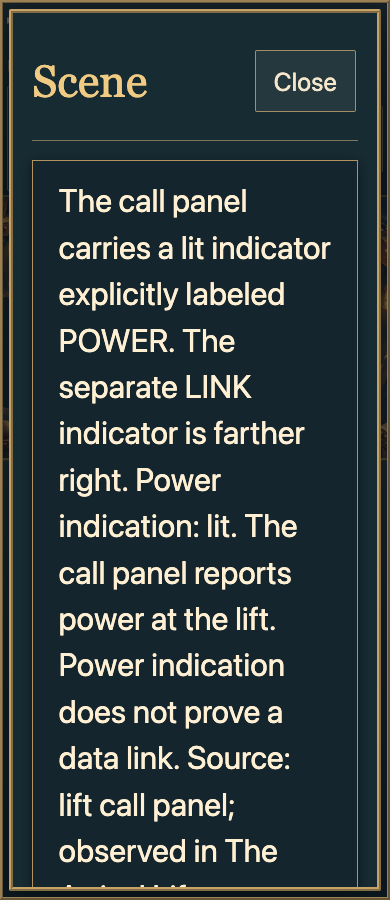 Scene
Close
The call panel
carries a lit indicator
explicitly labeled
POWER. The
separate LINK
indicator is farther
right. Power
indication: lit. The
call panel reports
power at the lift.
Power indication
does not prove a
data link. Source:
lift call panel;
observed in The